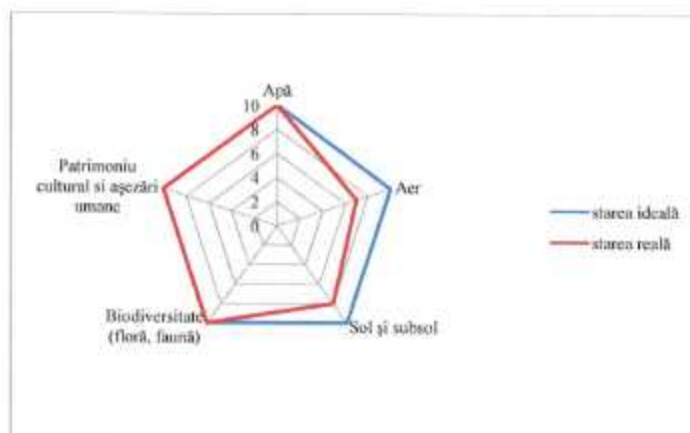 Apă
10
8
6
4
2
0
Aer
Sol și subsol
Biodiversitate
(floră, faună)
Patrimoniu
cultural si așezări
umane
starea ideală
starea reală